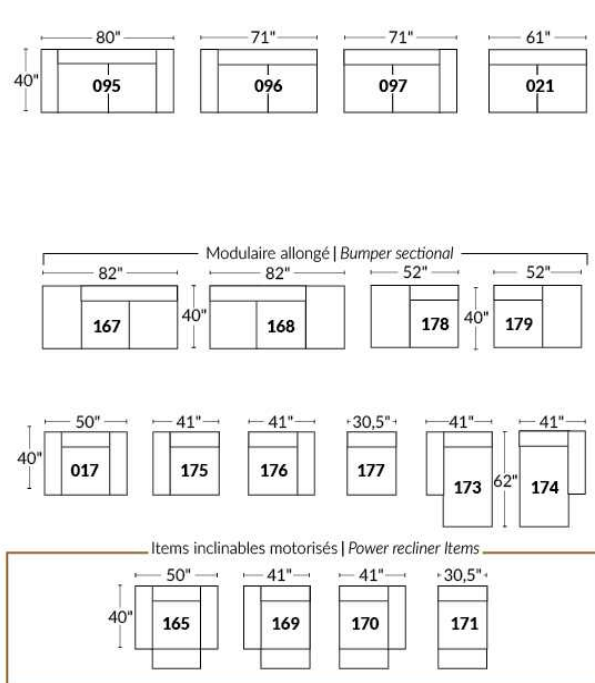 80" 71" 71" 61"
40" 095 096 097 021
Modulaire allongé | Bumper sectional
82" 82" 52" 52"
167 40" 168 178 40" 179
50" 41" 41" 30,5" 41" 41"
40" 017 175 176 177 173 62" 174
Items inclinables motorisés | Power recliner Items
50" 41" 41" 30,5"
40" 165 169 170 171